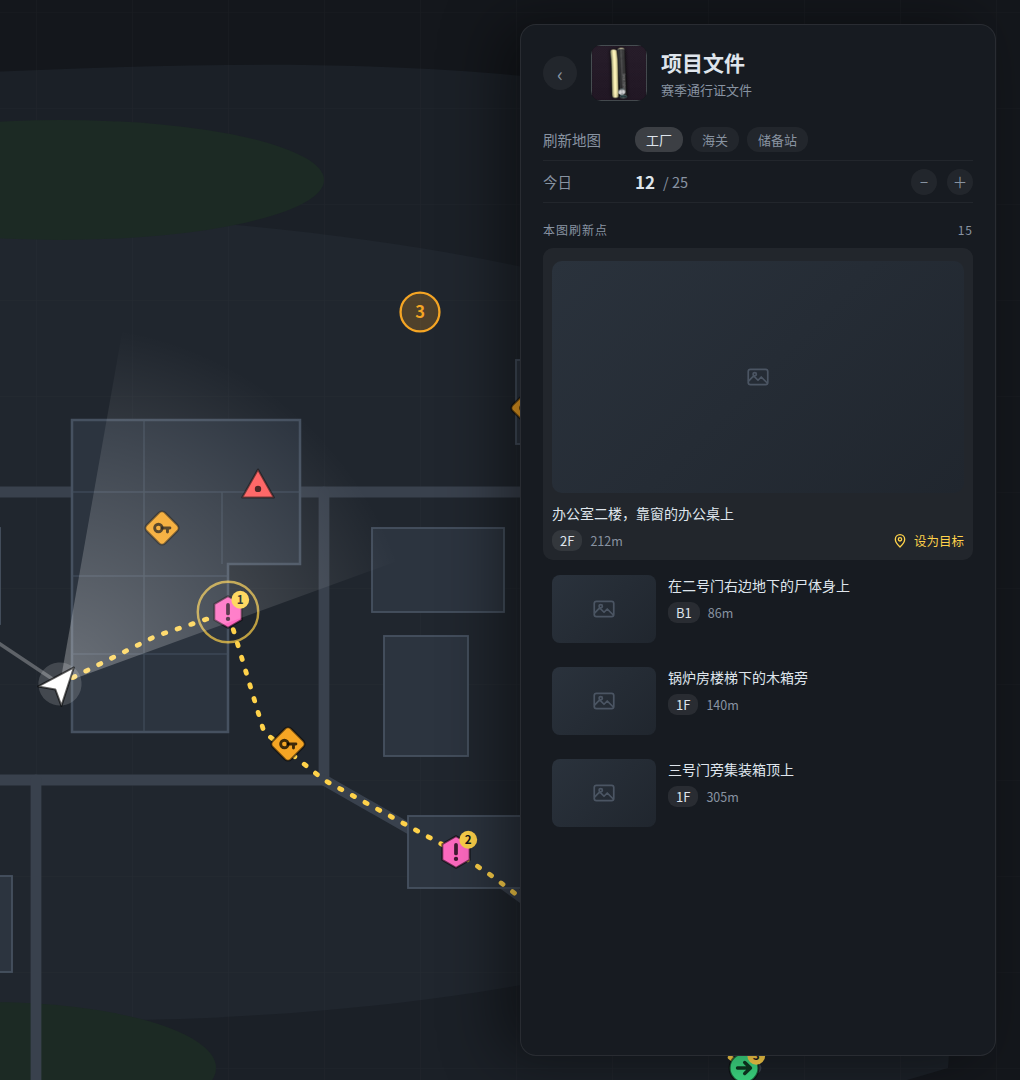 ‹
项目文件
赛季通行证文件
刷新地图 工厂 海关 储备站
今日 12 / 25 − +
本图刷新点 15
3
办公室二楼，靠窗的办公桌上
2F 212m 设为目标
在二号门右边地下的尸体身上
B1 86m
1
锅炉房楼梯下的木箱旁
1F 140m
三号门旁集装箱顶上
1F 305m
2